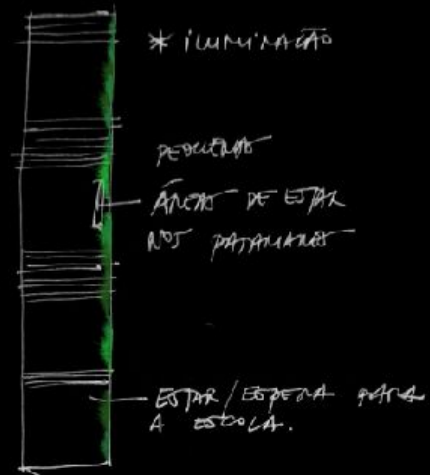 * ILUMINAÇÃO
PEQUENAS
ÁREAS DE ESTAR
NOS PATAMARES
ESTAR/ESPERA PARA
A ESCOLA.